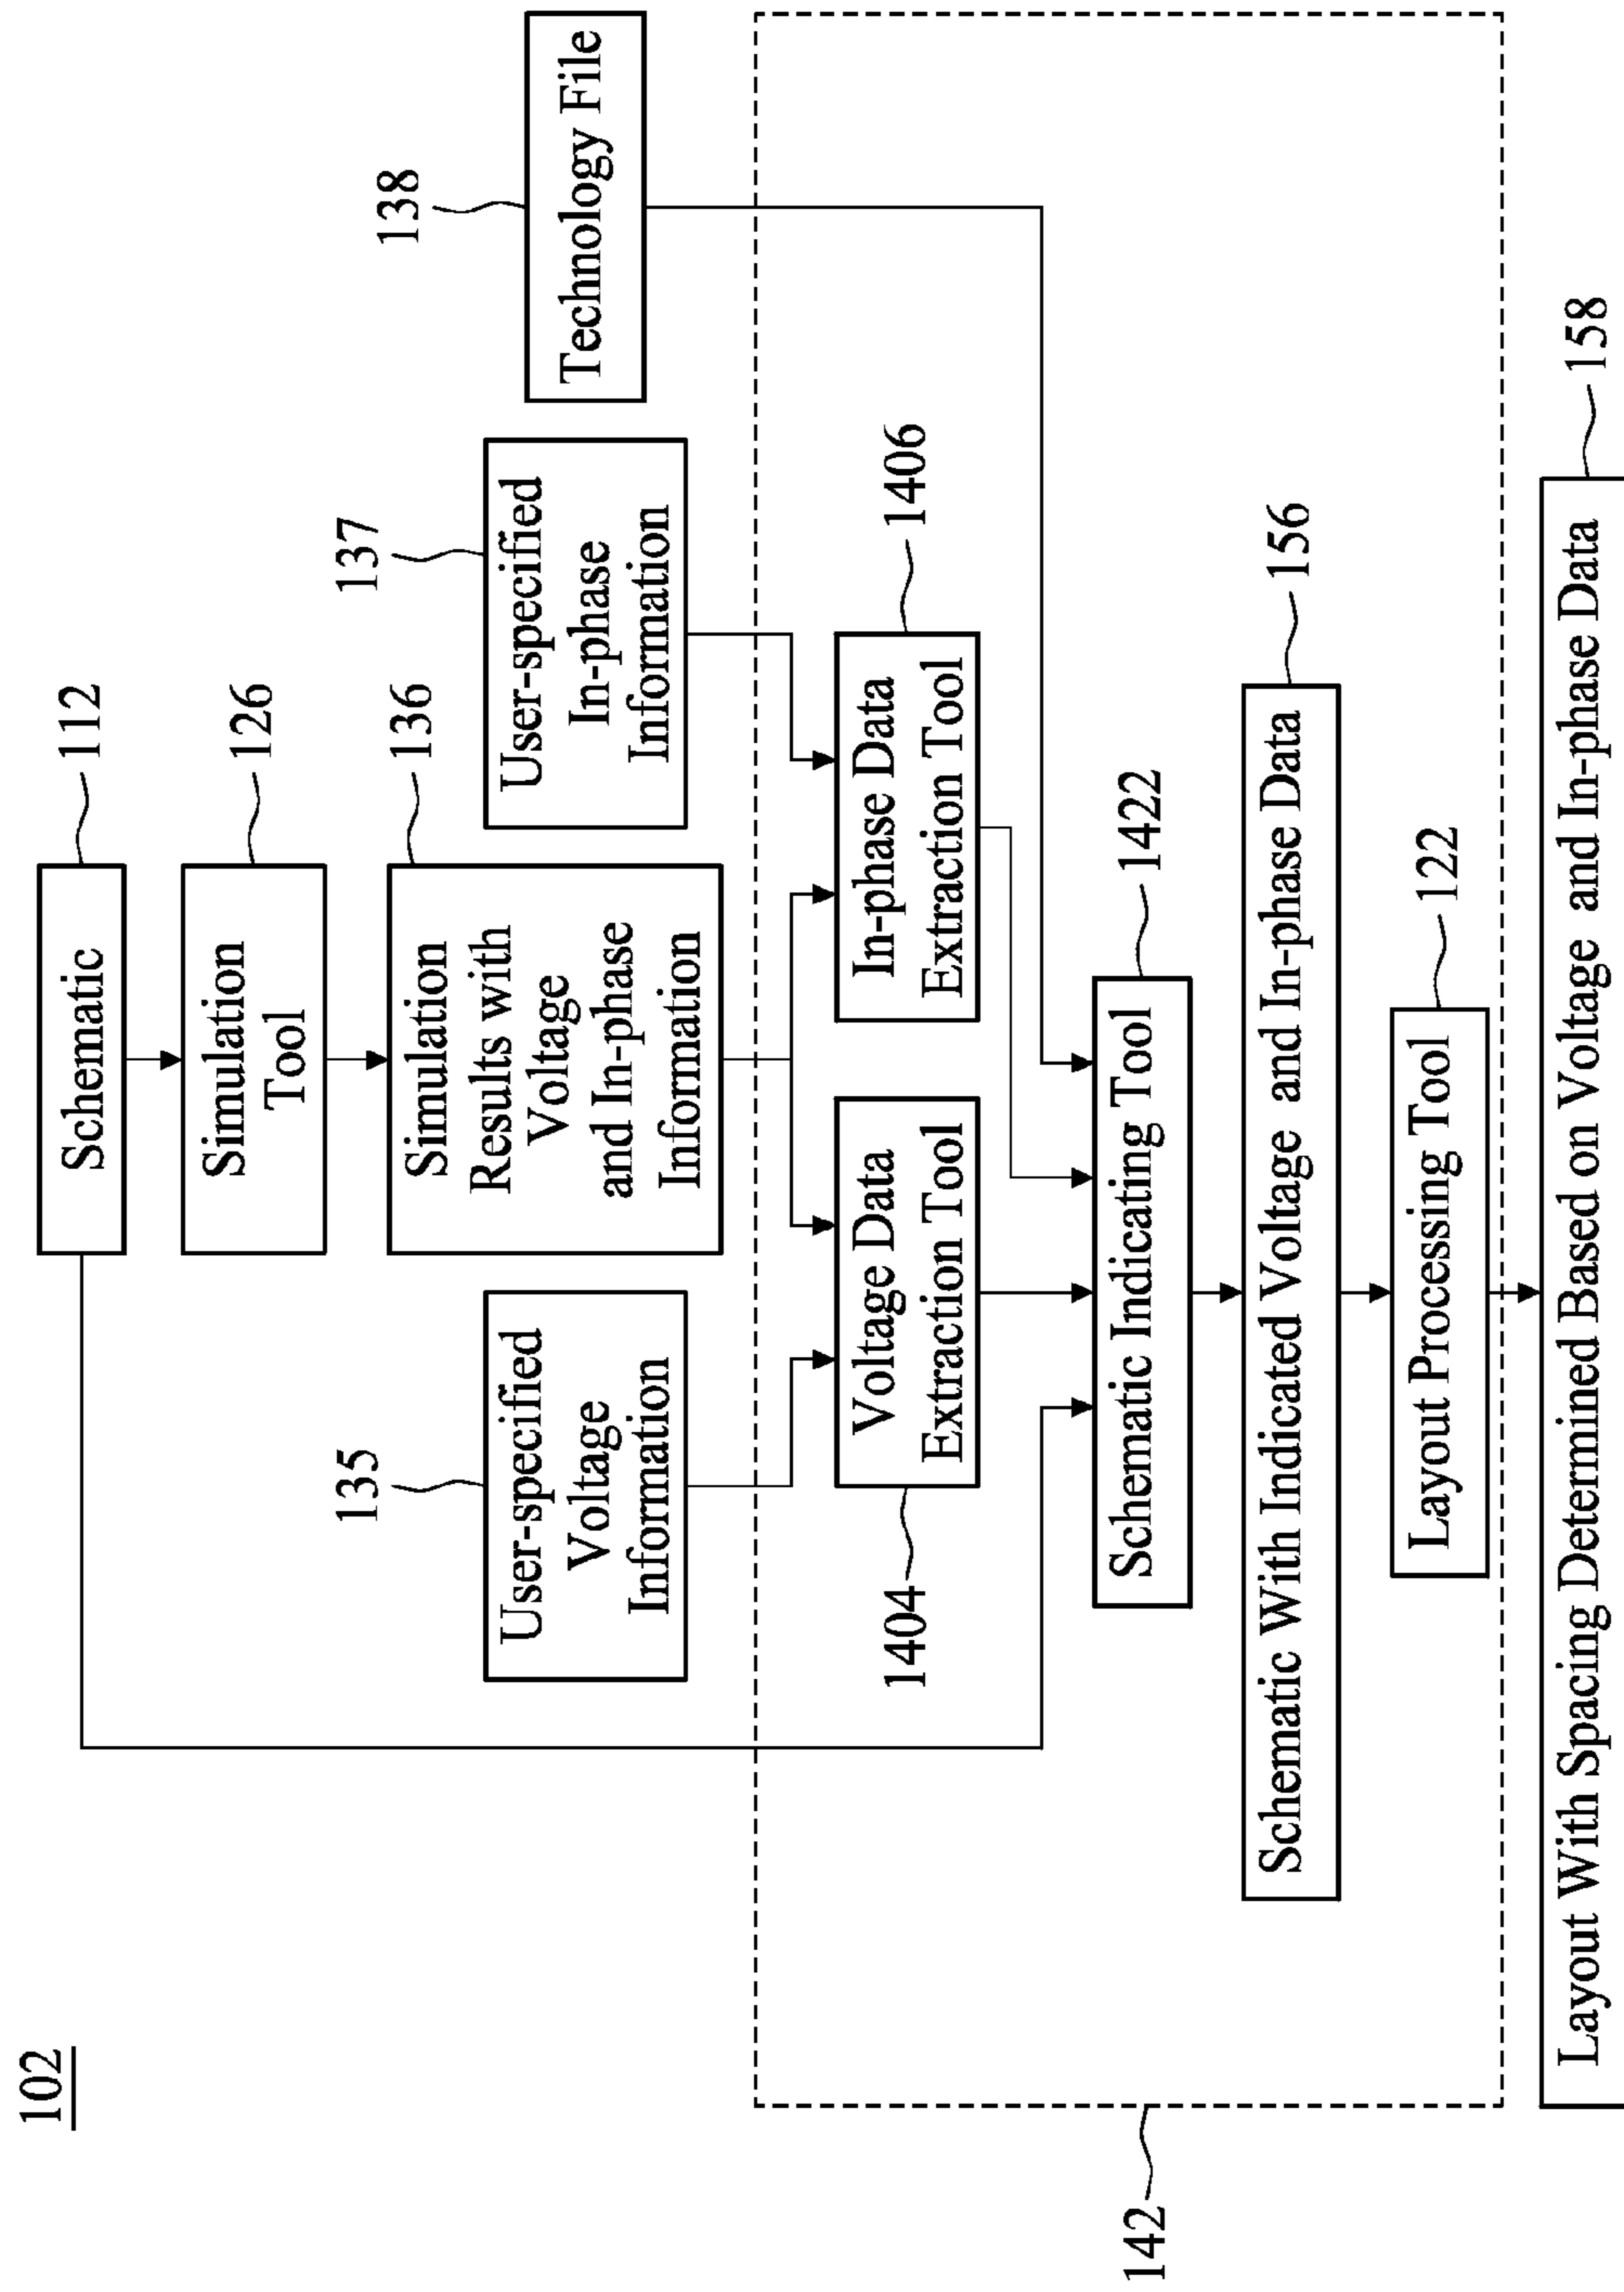 102
Schematic
112
Simulation
Tool
126
Simulation
Results with
Voltage
and In-phase
Information
136
135
User-specified
Voltage
Information
137
User-specified
In-phase
Information
138
Technology File
1404
Voltage Data
Extraction Tool
In-phase Data
Extraction Tool
1406
Schematic Indicating Tool
1422
142
Schematic With Indicated Voltage and In-phase Data
156
Layout Processing Tool
122
Layout With Spacing Determined Based on Voltage and In-phase Data
158